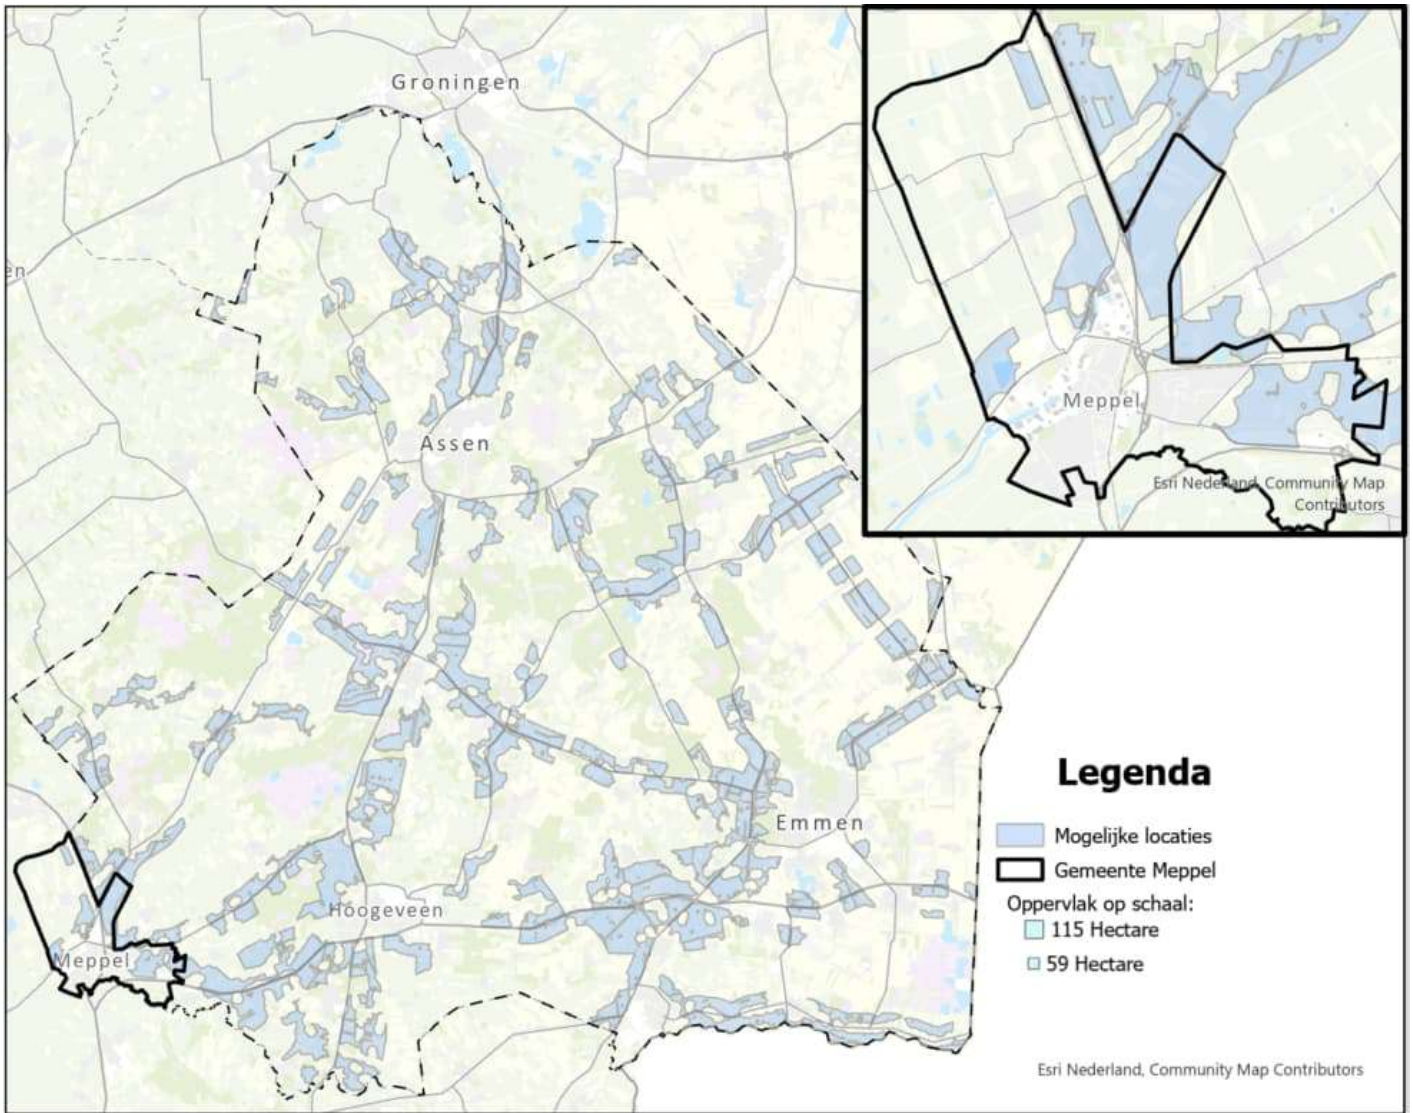 Groningen
en
Assen
Emmen
Hoogeveen
Meppel
Meppel
Esri Nederland, Community Map
Contributors
Legenda
Mogelijke locaties
Gemeente Meppel
Oppervlak op schaal:
115 Hectare
59 Hectare
Esri Nederland, Community Map Contributors